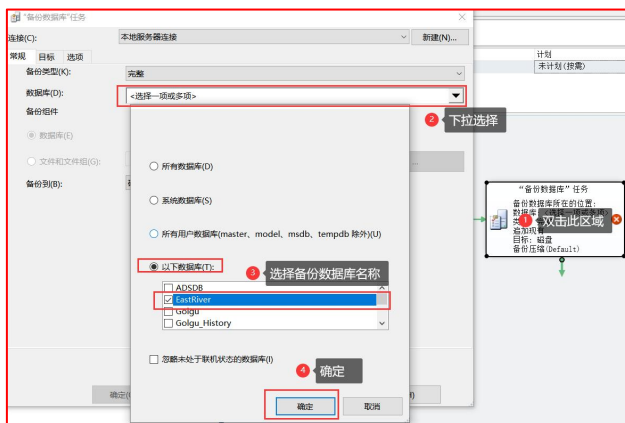 “备份数据库”任务
连接(C):
本地服务器连接
新建(N)...
常规 目标 选项
备份类型(K):
完整
数据库(D):
<选择一项或多项>
2 下拉选择
备份组件
数据库(E)
文件和文件组(G):
...
备份到(B):
所有数据库(D)
系统数据库(S)
所有用户数据库(master、model、msdb、tempdb 除外)(U)
以下数据库(T):
3 选择备份数据库名称
ADSDB
EastRiver
Golgu
Golgu_History
忽略未处于联机状态的数据库(I)
4 确定
确定
取消
计划
未计划(按需)
“备份数据库”任务
备份数据库所在的位置:
数据库:
1 双击此区域
追加现有
目标: 磁盘
备份压缩(Default)